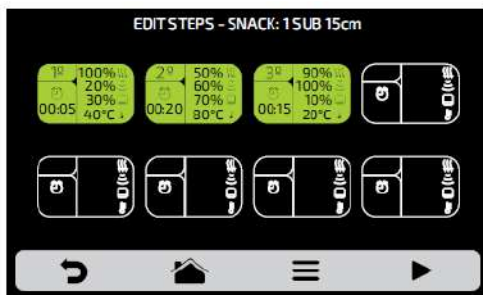 EDIT STEPS - SNACK: 1 SUB 15cm
1º 100%
20%
30%
00:05 40°C
2º 50%
60%
70%
00:20 80°C
3º 90%
100%
10%
00:15 20°C